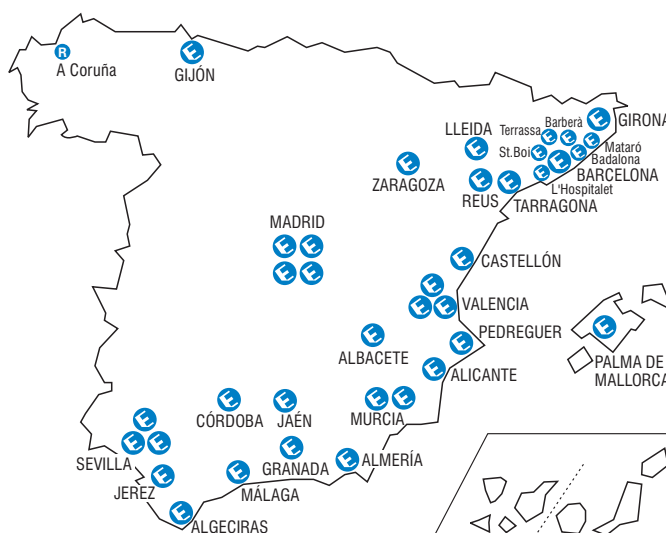 R
A Coruña
E
GIJÓN
E
GIRONA
Barberà
E
Terrassa
E
E
Mataró
LLEIDA
E
St.Boi
E
E
Badalona
E
BARCELONA
E
L'Hospitalet
E
ZARAGOZA
E
REUS
E
TARRAGONA
MADRID
E E
E E
E
CASTELLÓN
E
E E
VALENCIA
E
PEDREGUER
E
PALMA DE
MALLORCA
E
ALBACETE
E
ALICANTE
E
CÓRDOBA
E
JAÉN
E E
MURCIA
E
E E
SEVILLA
E
GRANADA
E
ALMERÍA
E
JEREZ
E
MÁLAGA
E
ALGECIRAS